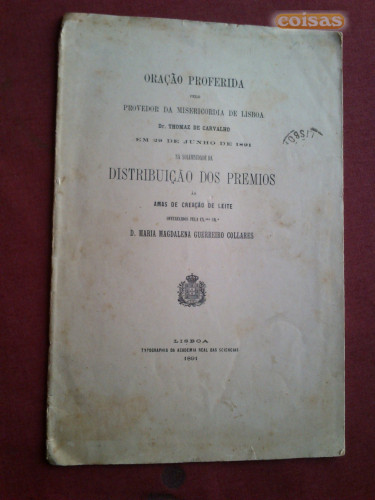 coisas
ORAÇÃO PROFERIDA
PELO
PROVEDOR DA MISERICORDIA DE LISBOA
DR. THOMAZ DE CARVALHO
EM 28 DE JUNHO DE 1891
NA SOLEMNIDADE DA
DISTRIBUIÇÃO DOS PREMIOS
ÁS
AMAS DE CREAÇÃO DE LEITE
INSTITUIDOS PELA EX.MA SR.A
D. MARIA MAGDALENA GUERREIRO COLLARES
LISBOA
TYPOGRAPHIA DA ACADEMIA REAL DAS SCIENCIAS
1891